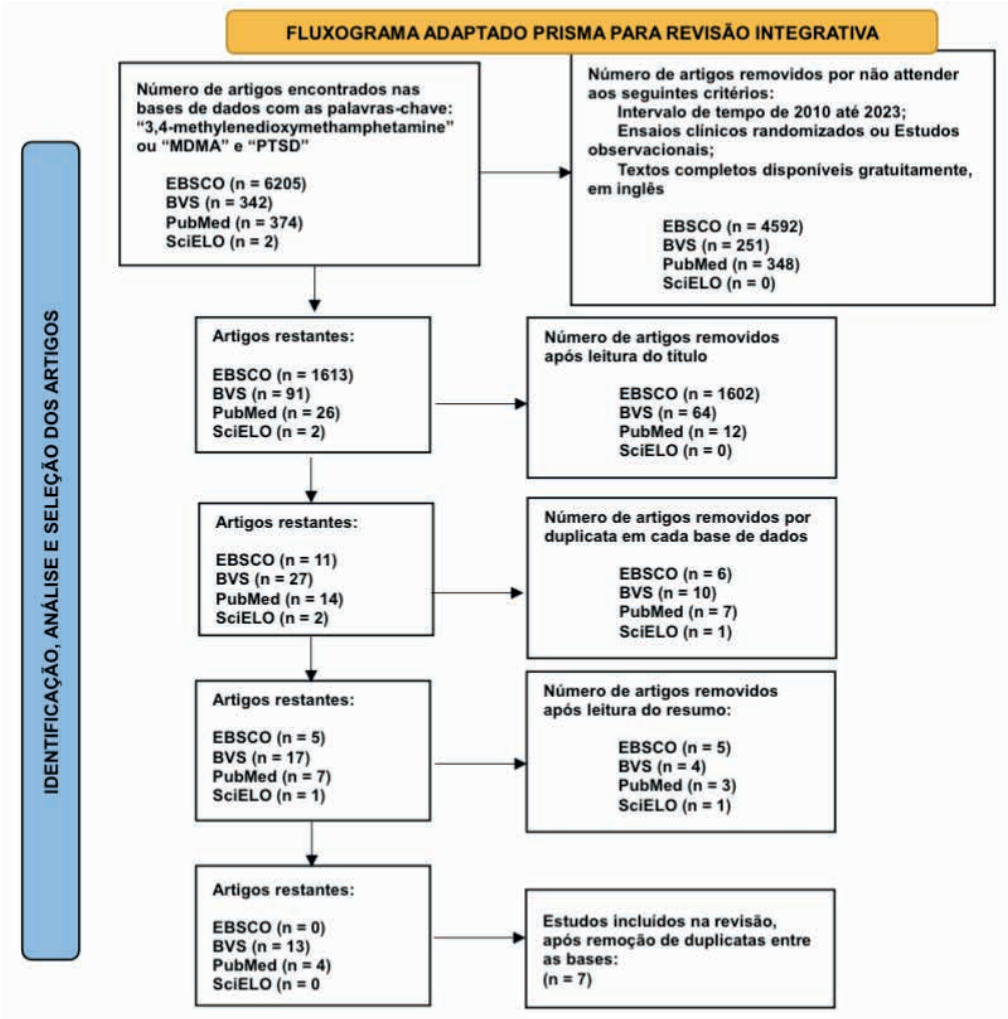 FLUXOGRAMA ADAPTADO PRISMA PARA REVISÃO INTEGRATIVA
IDENTIFICAÇÃO, ANÁLISE E SELEÇÃO DOS ARTIGOS
Número de artigos encontrados nas
bases de dados com as palavras-chave:
“3,4-methylenedioxymethamphetamine”
ou “MDMA” e “PTSD”
EBSCO (n = 6205)
BVS (n = 342)
PubMed (n = 374)
SciELO (n = 2)
Número de artigos removidos por não attender
aos seguintes critérios:
Intervalo de tempo de 2010 até 2023;
Ensaios clínicos randomizados ou Estudos
observacionais;
Textos completos disponíveis gratuitamente,
em inglês
EBSCO (n = 4592)
BVS (n = 251)
PubMed (n = 348)
SciELO (n = 0)
Artigos restantes:
EBSCO (n = 1613)
BVS (n = 91)
PubMed (n = 26)
SciELO (n = 2)
Número de artigos removidos
após leitura do título
EBSCO (n = 1602)
BVS (n = 64)
PubMed (n = 12)
SciELO (n = 0)
Artigos restantes:
EBSCO (n = 11)
BVS (n = 27)
PubMed (n = 14)
SciELO (n = 2)
Número de artigos removidos por
duplicata em cada base de dados
EBSCO (n = 6)
BVS (n = 10)
PubMed (n = 7)
SciELO (n = 1)
Artigos restantes:
EBSCO (n = 5)
BVS (n = 17)
PubMed (n = 7)
SciELO (n = 1)
Número de artigos removidos
após leitura do resumo:
EBSCO (n = 5)
BVS (n = 4)
PubMed (n = 3)
SciELO (n = 1)
Artigos restantes:
EBSCO (n = 0)
BVS (n = 13)
PubMed (n = 4)
SciELO (n = 0
Estudos incluídos na revisão,
após remoção de duplicatas entre
as bases:
(n = 7)